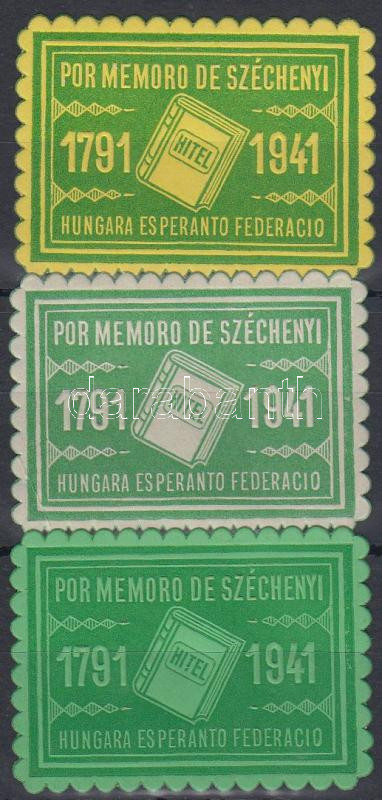 POR MEMORO DE SZÉCHENYI
1791 HITEL 1941
HUNGARA ESPERANTO FEDERACIO
POR MEMORO DE SZÉCHENYI
1791 HITEL 1941
darabanth
HUNGARA ESPERANTO FEDERACIO
POR MEMORO DE SZÉCHENYI
1791 HITEL 1941
HUNGARA ESPERANTO FEDERACIO